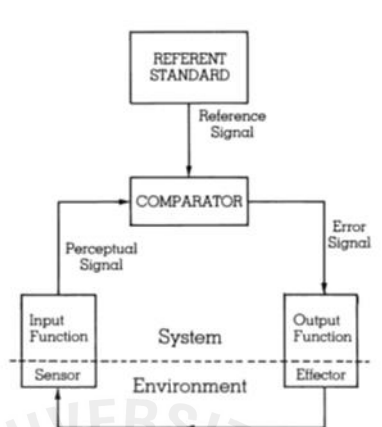 REFERENT
STANDARD
Reference
Signal
COMPARATOR
Error
Signal
Perceptual
Signal
Input
Function
System
Output
Function
Sensor
Environment
Effector